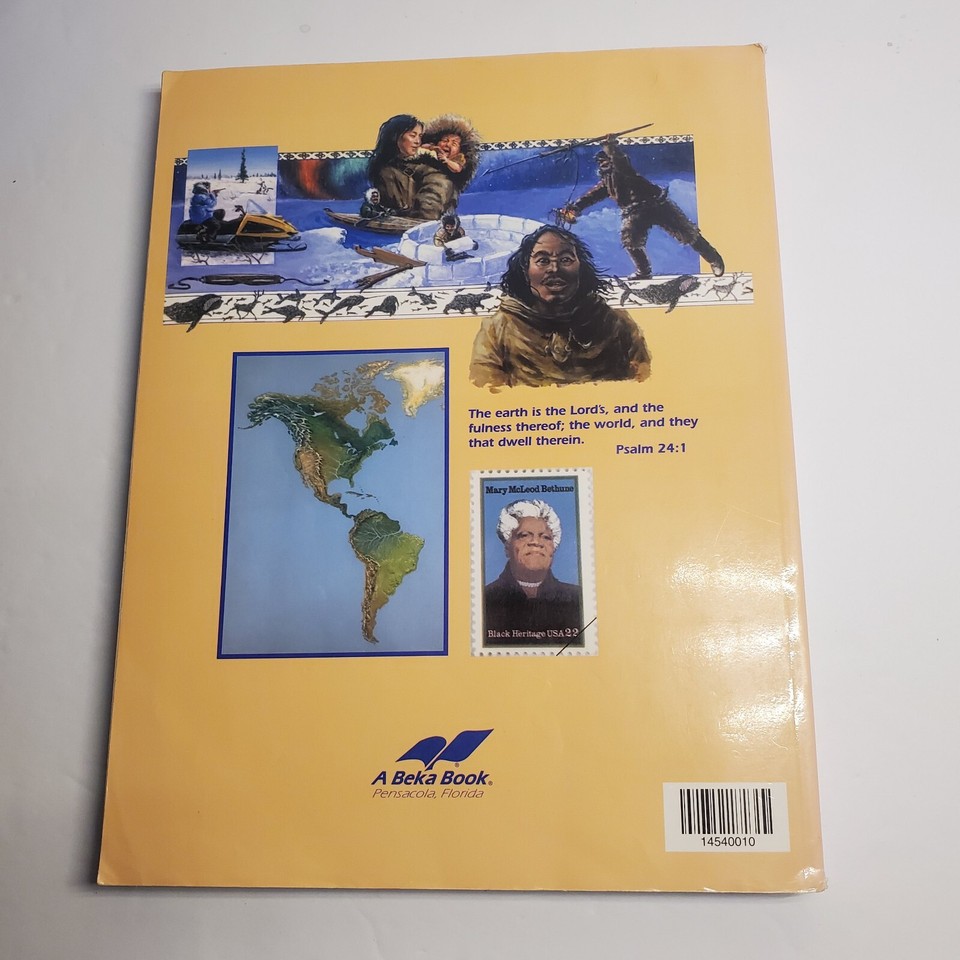 The earth is the Lord's, and the
fulness thereof; the world, and they
that dwell therein.
Psalm 24:1
Mary McLeod Bethune
Black Heritage USA 22
A Beka Book®
Pensacola, Florida
14540010